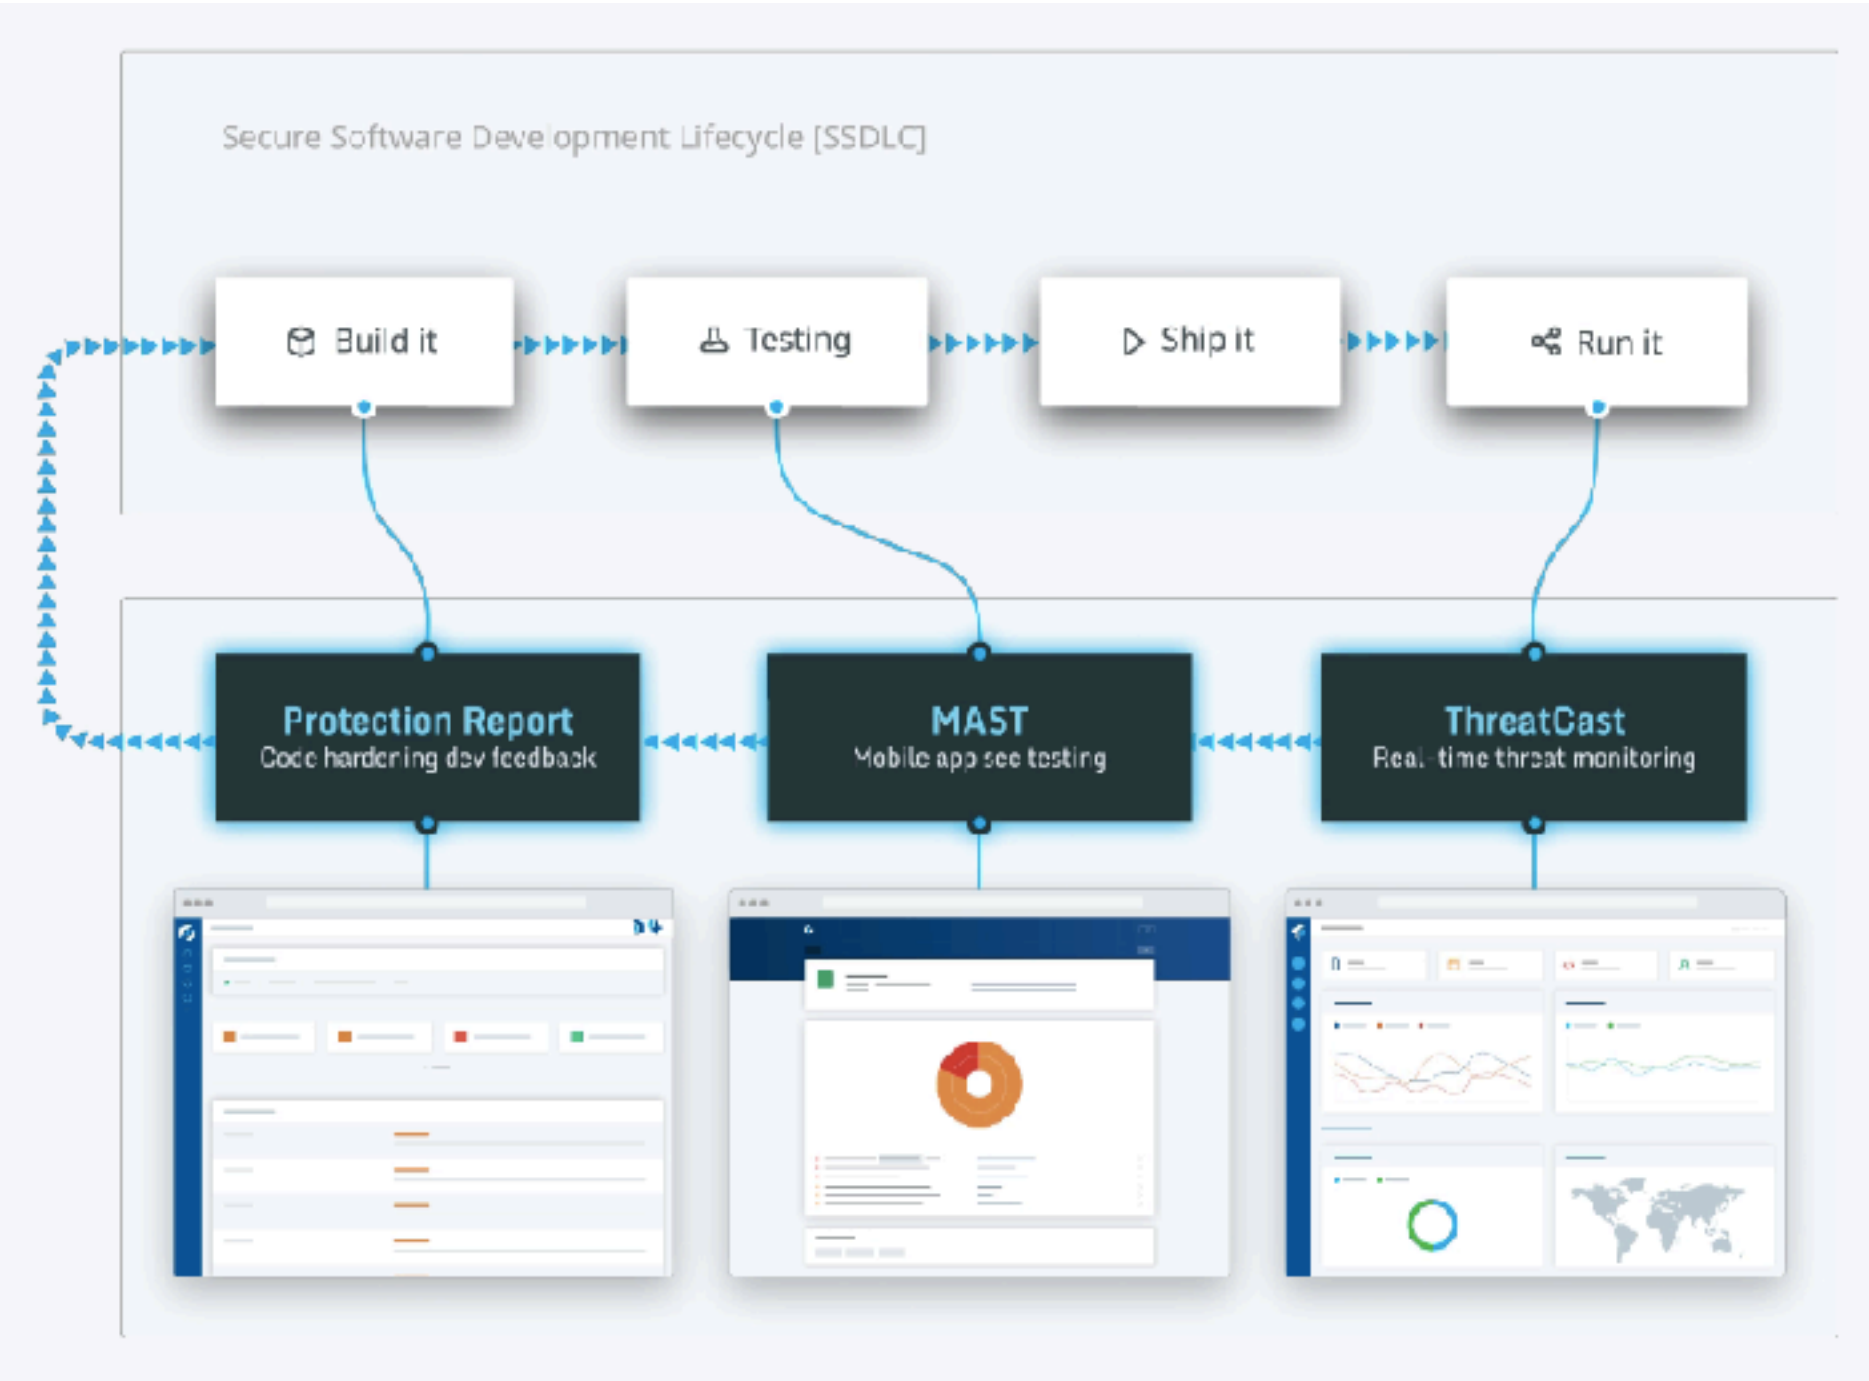 Secure Software Development Lifecycle [SSDLC]
Build it
Testing
Ship it
Run it
Protection Report
Code hardening dev feedback
MAST
Mobile app sec testing
ThreatCast
Real-time threat monitoring